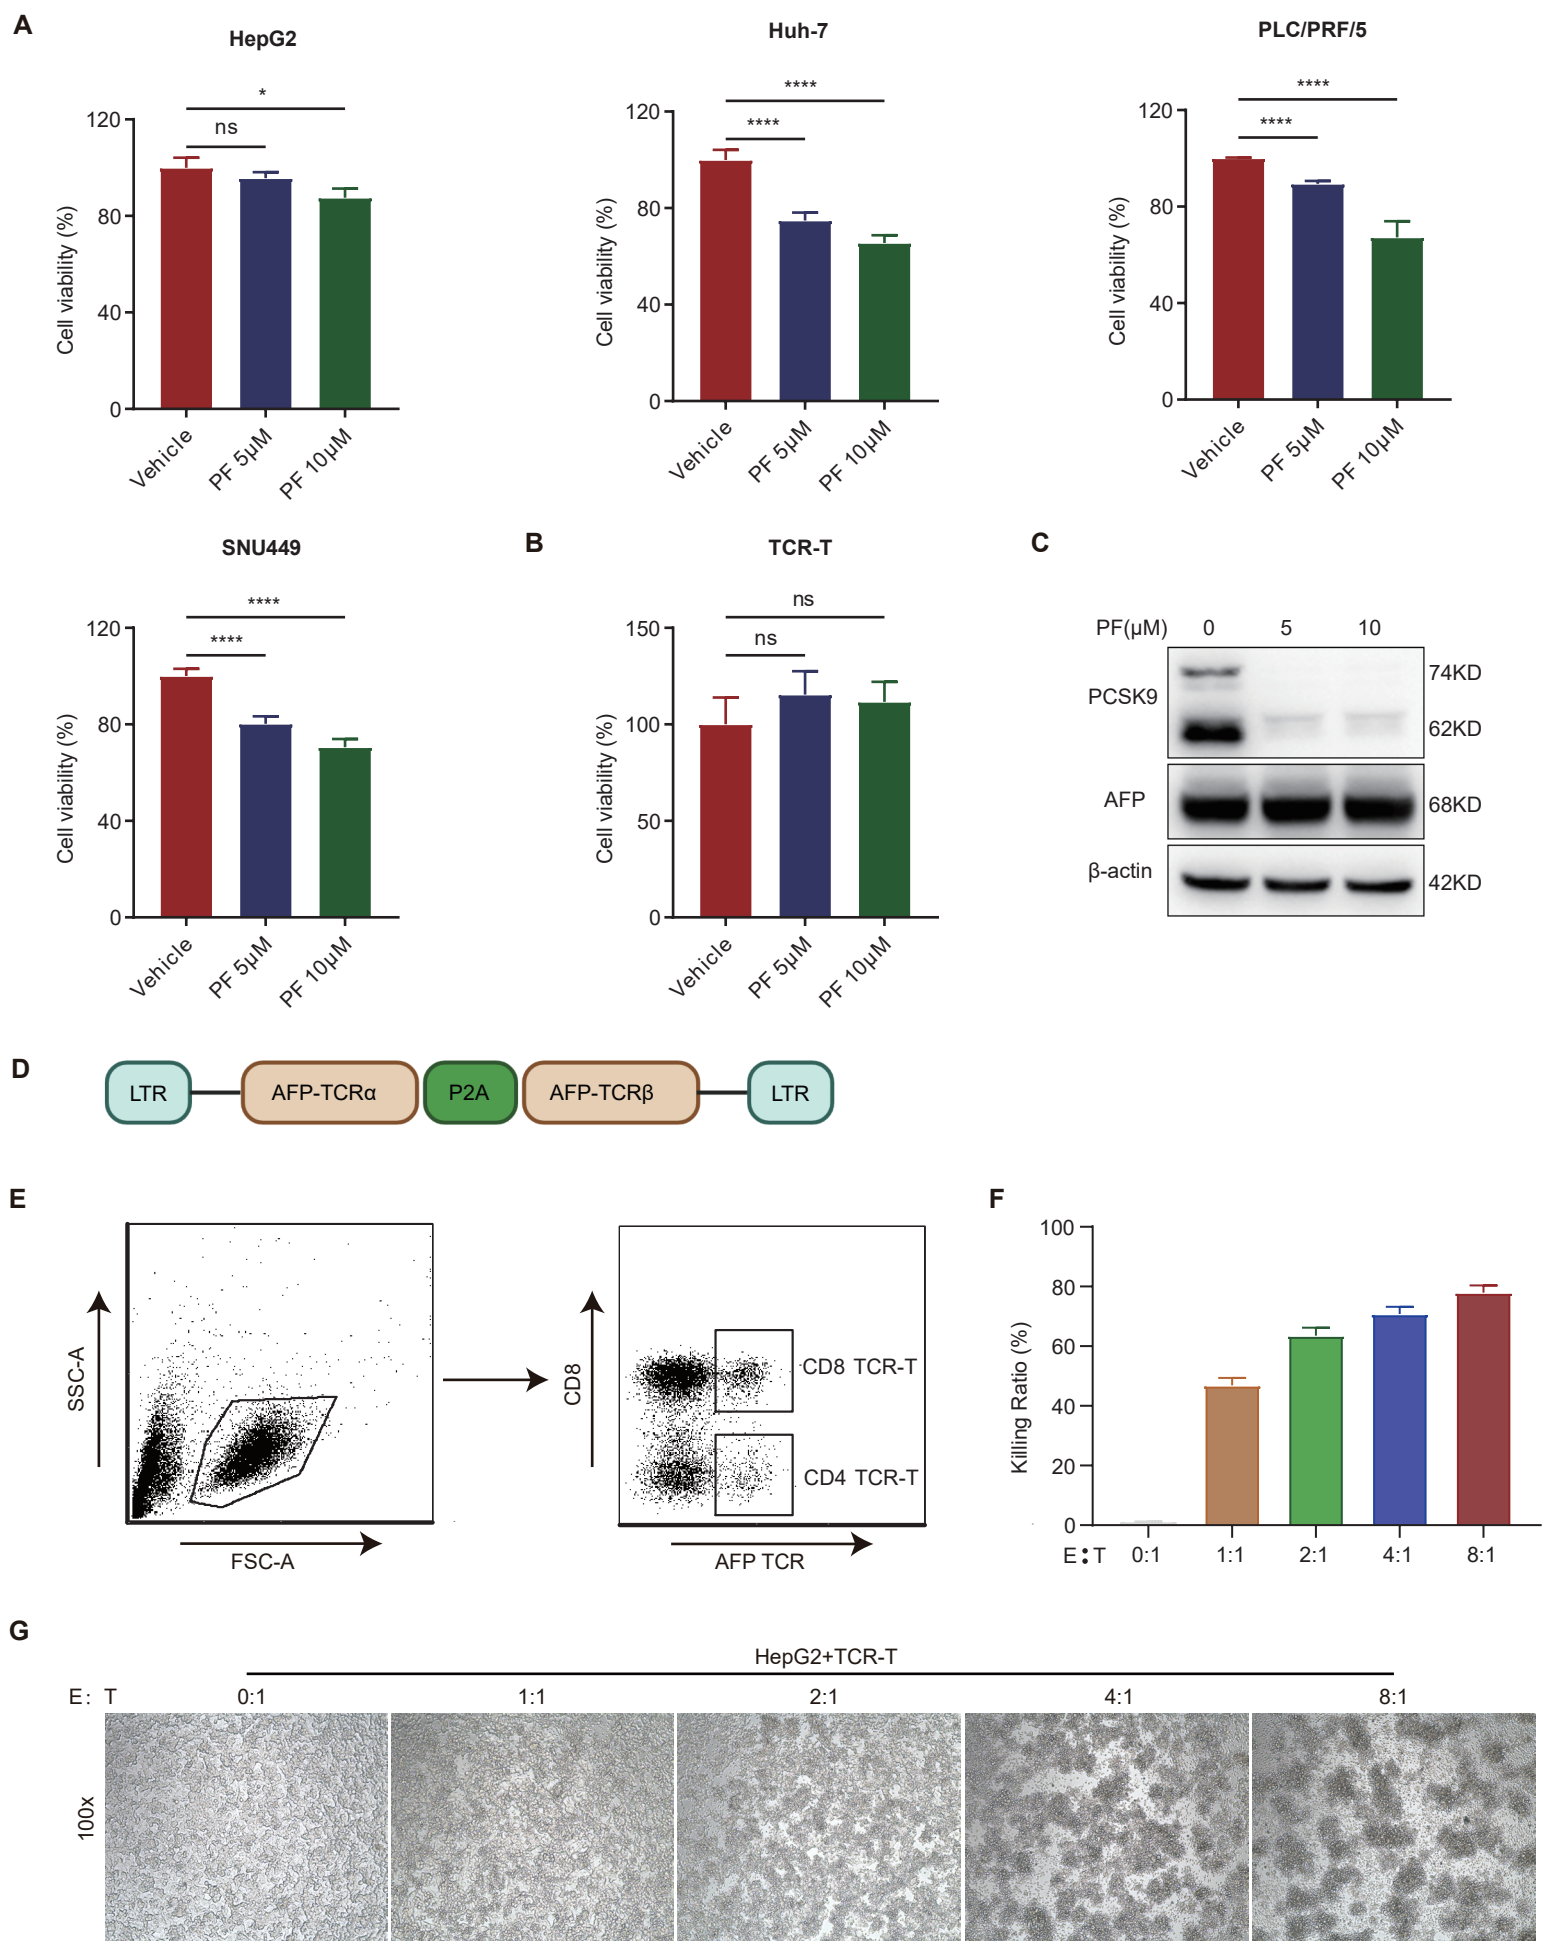 A
HepG2
*
ns
120
80
40
0
Cell viability (%)
Vehicle
PF 5μM
PF 10μM
Huh-7
****
****
120
80
40
0
Cell viability (%)
Vehicle
PF 5μM
PF 10μM
PLC/PRF/5
****
****
120
80
40
0
Cell viability (%)
Vehicle
PF 5μM
PF 10μM
SNU449
****
****
120
80
40
0
Cell viability (%)
Vehicle
PF 5μM
PF 10μM
B
TCR-T
ns
ns
150
100
50
0
Cell viability (%)
Vehicle
PF 5μM
PF 10μM
C
PF(μM) 0 5 10
PCSK9
74KD
62KD
AFP 68KD
β-actin 42KD
D
LTR AFP-TCRα P2A AFP-TCRβ LTR
E
SSC-A
FSC-A
CD8
CD8 TCR-T
CD4 TCR-T
AFP TCR
F
100
80
60
40
20
0
Killing Ratio (%)
E:T 0:1 1:1 2:1 4:1 8:1
G
HepG2+TCR-T
E: T 0:1 1:1 2:1 4:1 8:1
100x